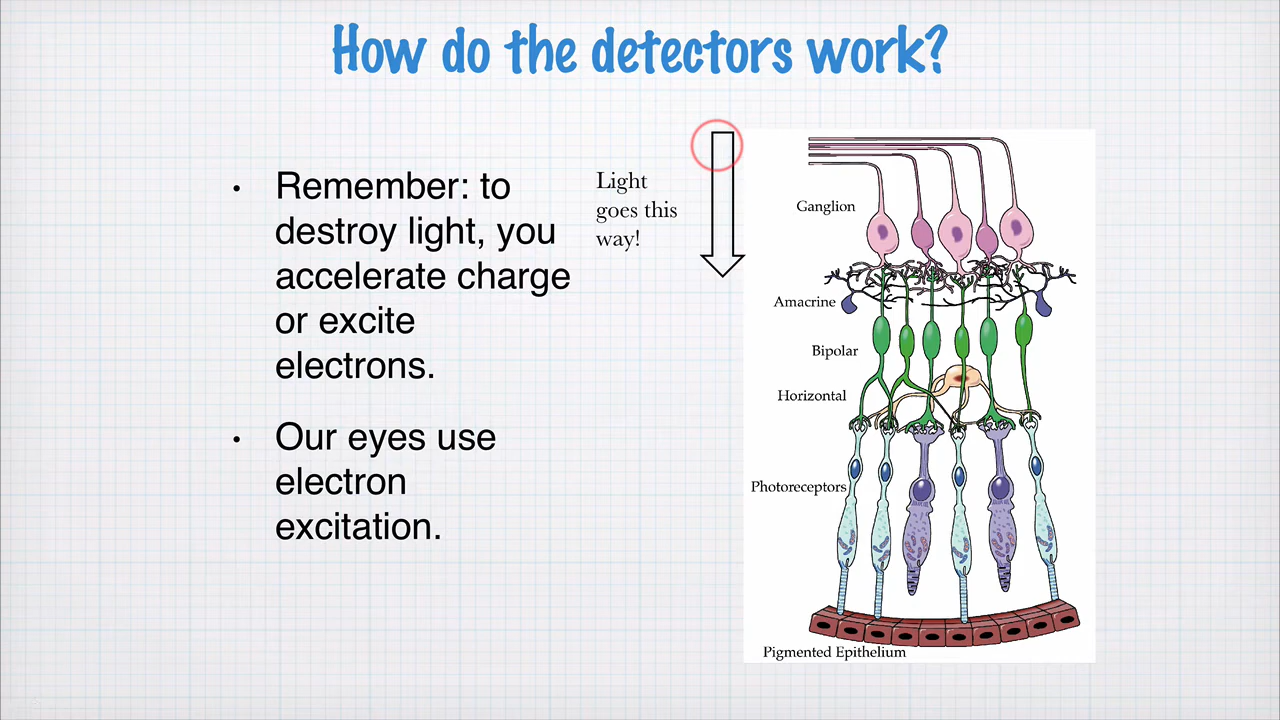 How do the detectors work?
• Remember: to
destroy light, you
accelerate charge
or excite
electrons.
• Our eyes use
electron
excitation.
Light
goes this
way!
Ganglion
Amacrine
Bipolar
Horizontal
Photoreceptors
Pigmented Epithelium